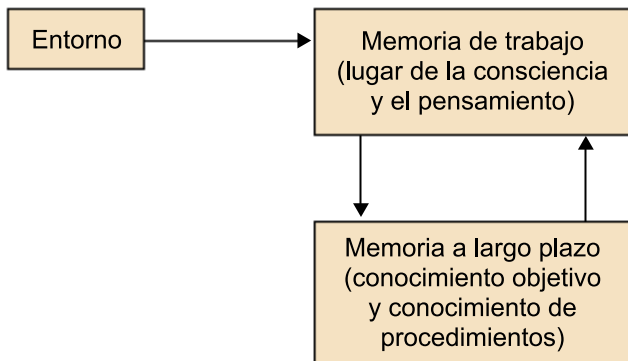 Entorno
Memoria de trabajo
(lugar de la consciencia
y el pensamiento)
Memoria a largo plazo
(conocimiento objetivo
y conocimiento de
procedimientos)